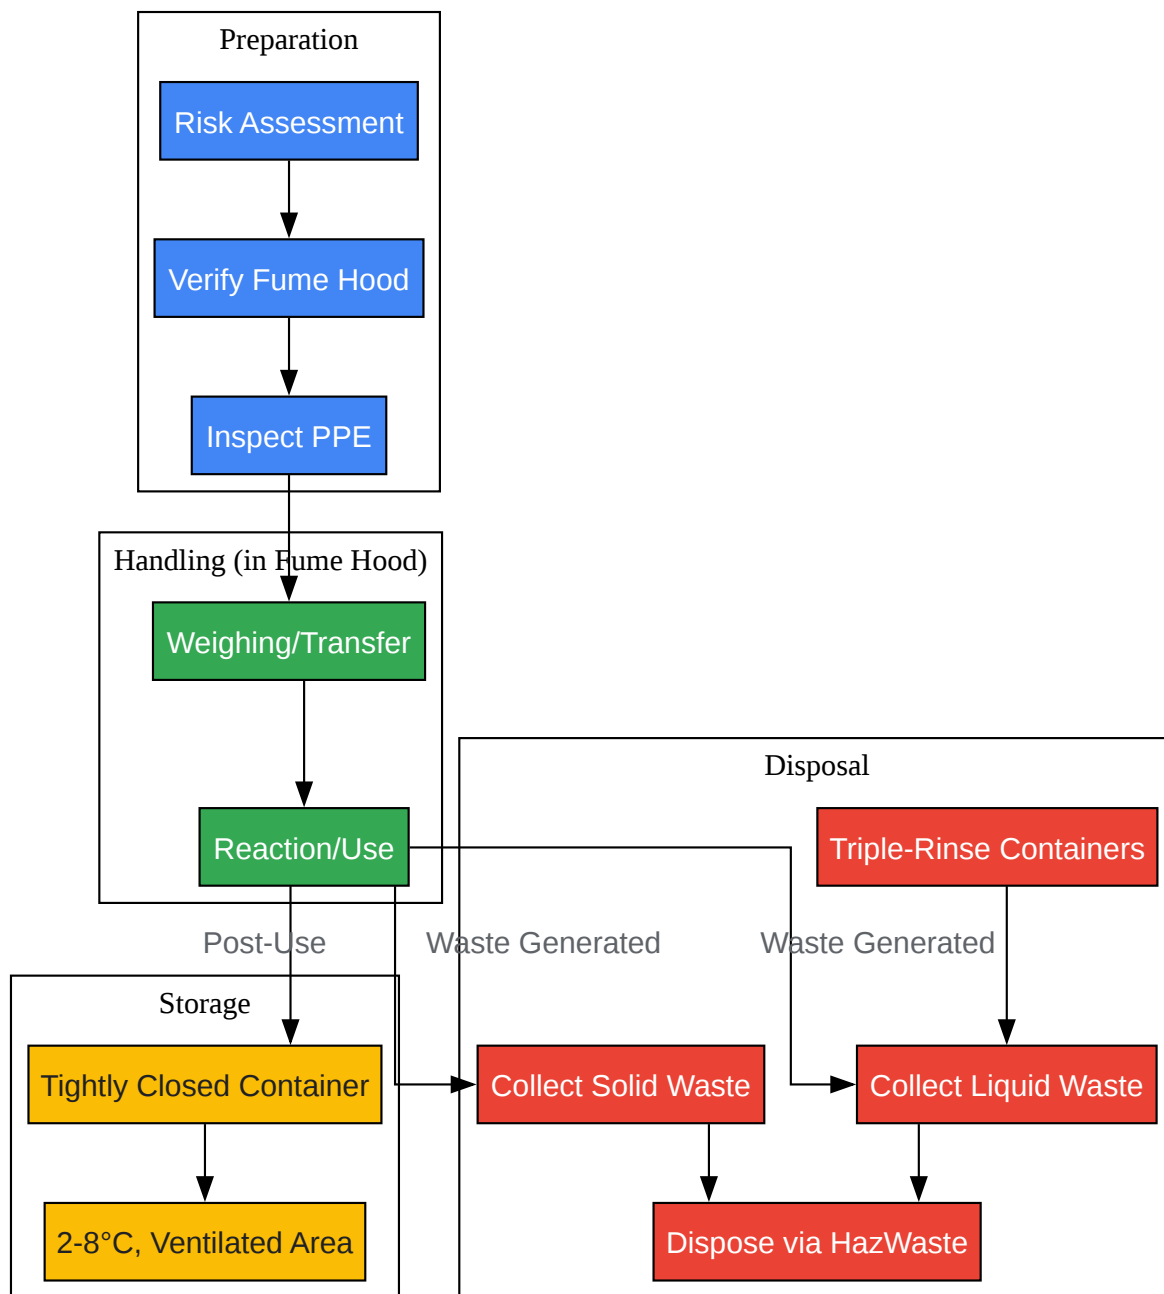 Preparation
Risk Assessment
Verify Fume Hood
Inspect PPE
Handling (in Fume Hood)
Weighing/Transfer
Disposal
Reaction/Use
Triple-Rinse Containers
Post-Use
Waste Generated
Waste Generated
Storage
Tightly Closed Container
Collect Solid Waste
Collect Liquid Waste
2-8°C, Ventilated Area
Dispose via HazWaste